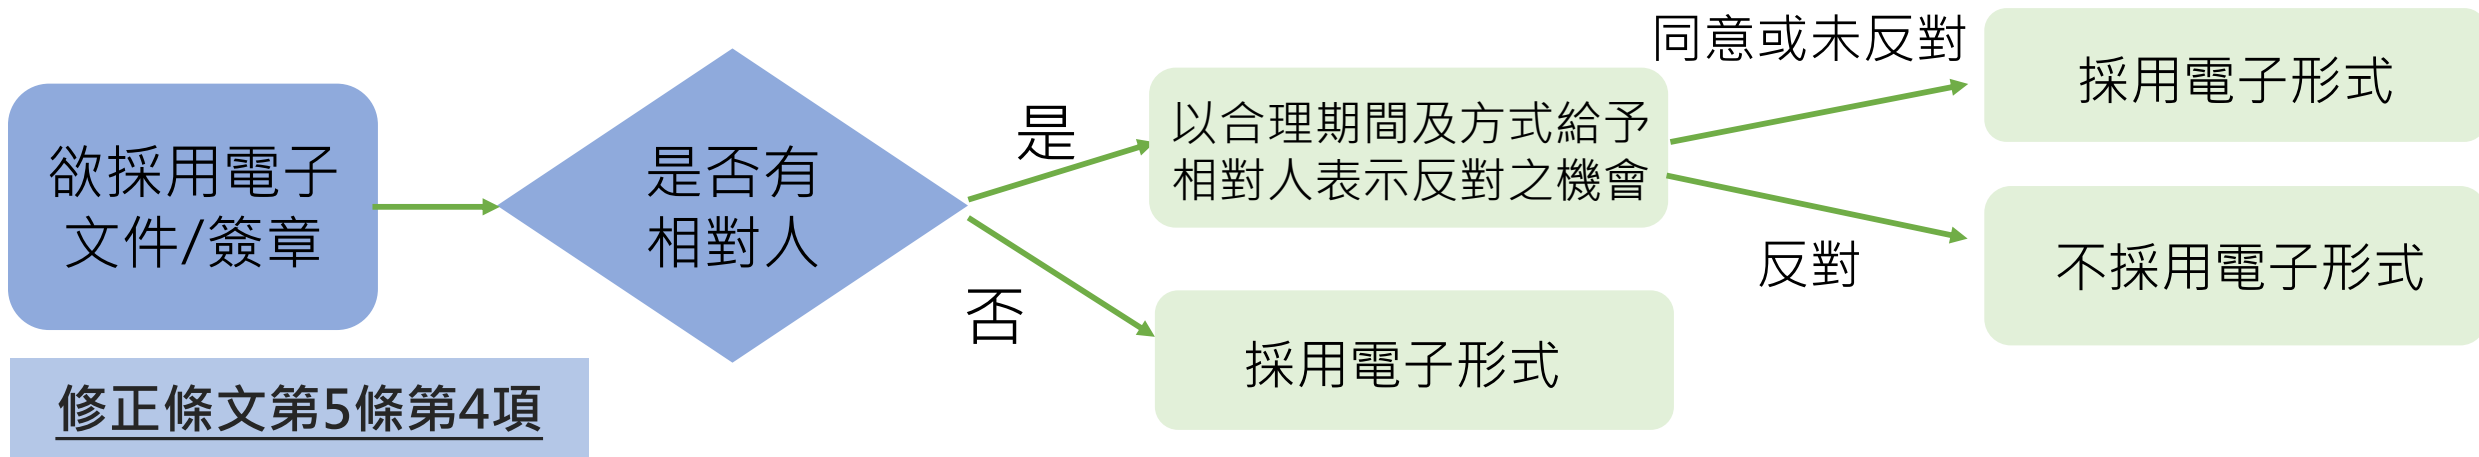 欲採用電子
文件/簽章
是否有
相對人
是
以合理期間及方式給予
相對人表示反對之機會
同意或未反對
採用電子形式
反對
不採用電子形式
否
採用電子形式
修正條文第5條第4項